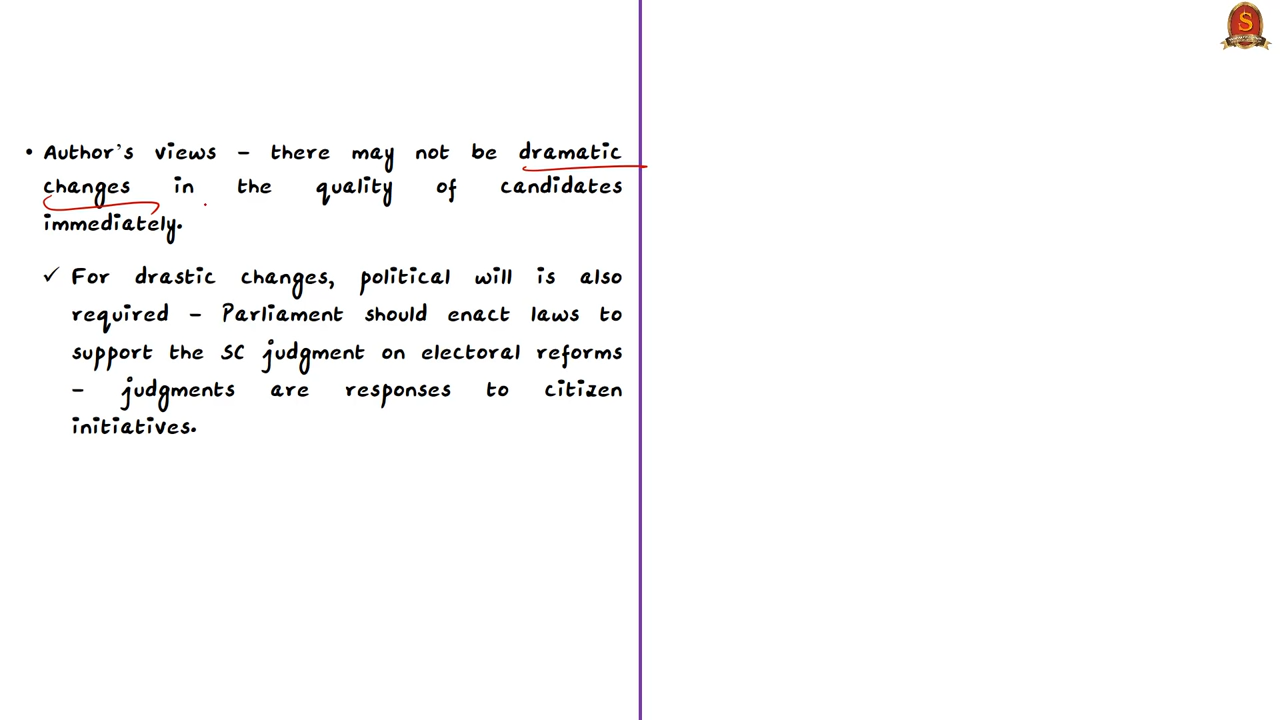 • Author's views – there may not be dramatic
changes in the quality of candidates
immediately.
✓ For drastic changes, political will is also
required – Parliament should enact laws to
support the SC judgment on electoral reforms
– judgments are responses to citizen
initiatives.
S